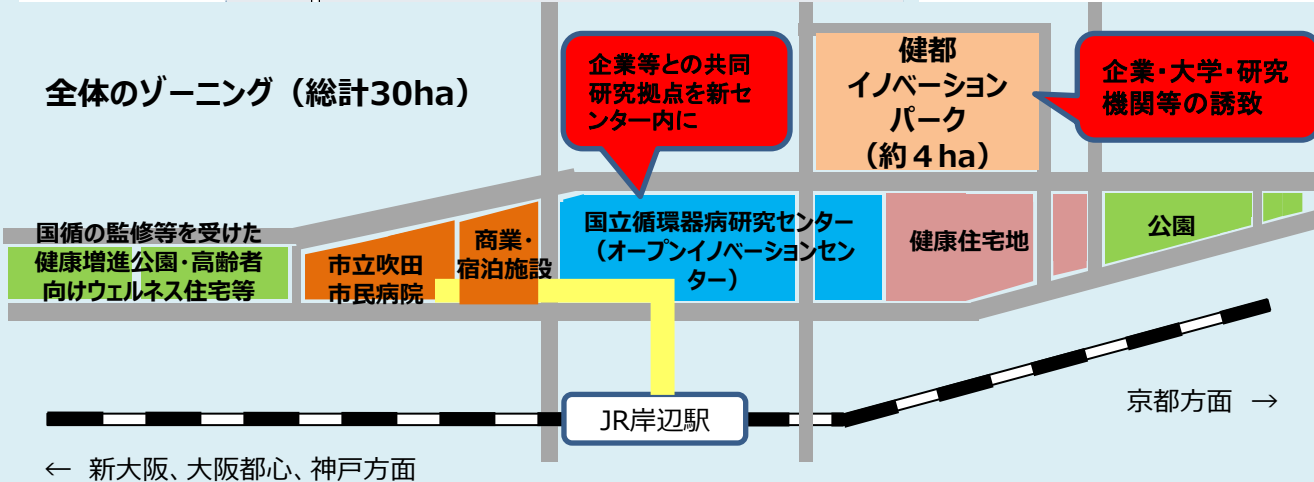 全体のゾーニング（総計30ha）
企業等との共同
研究拠点を新セ
ンター内に
健都
イノベーション
パーク
（約４ha）
企業・大学・研究
機関等の誘致
国循の監修等を受けた
健康増進公園・高齢者
向けウェルネス住宅等
市立吹田
市民病院
商業・
宿泊施設
国立循環器病研究センター
（オープンイノベーションセン
ター）
健康住宅地
公園
JR岸辺駅
京都方面 →
← 新大阪、大阪都心、神戸方面